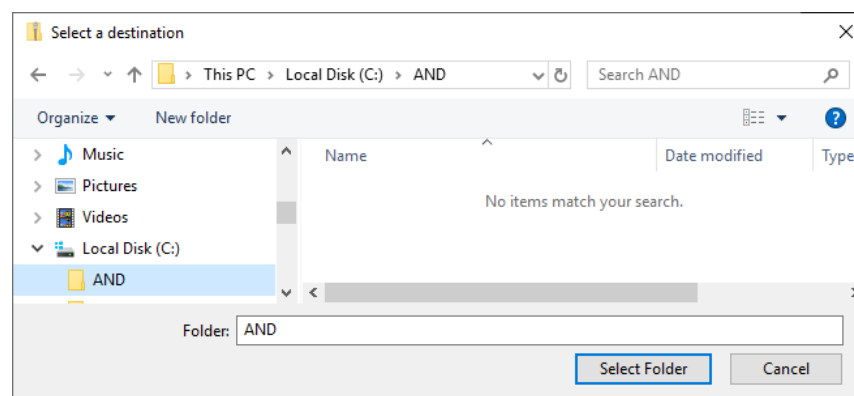 Select a destination
This PC > Local Disk (C:) > AND
Search AND
Organize
New folder
Music
Pictures
Videos
Local Disk (C:)
AND
Name
Date modified
Type
No items match your search.
Folder: AND
Select Folder
Cancel